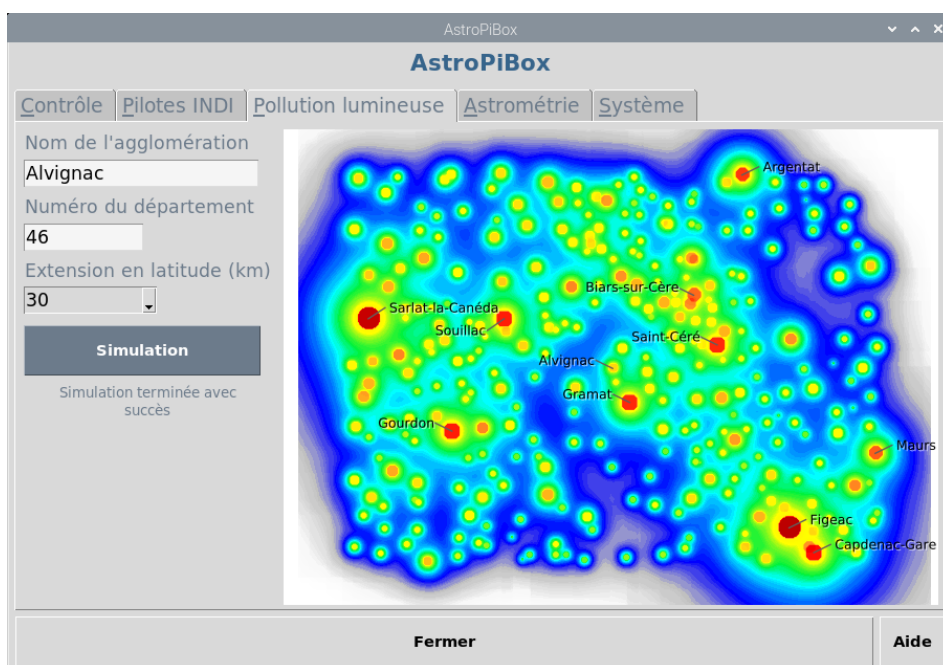 AstroPiBox
AstroPiBox
Contrôle Pilotes INDI Pollution lumineuse Astrométrie Système
Nom de l'agglomération
Alvignac
Numéro du département
46
Extension en latitude (km)
30
Simulation
Simulation terminée avec
succès
Argentat
Biars-sur-Cère
Sarlat-la-Canéda
Souillac
Saint-Céré
Alvignac
Gramat
Gourdon
Maurs
Figeac
Capdenac-Gare
Fermer
Aide